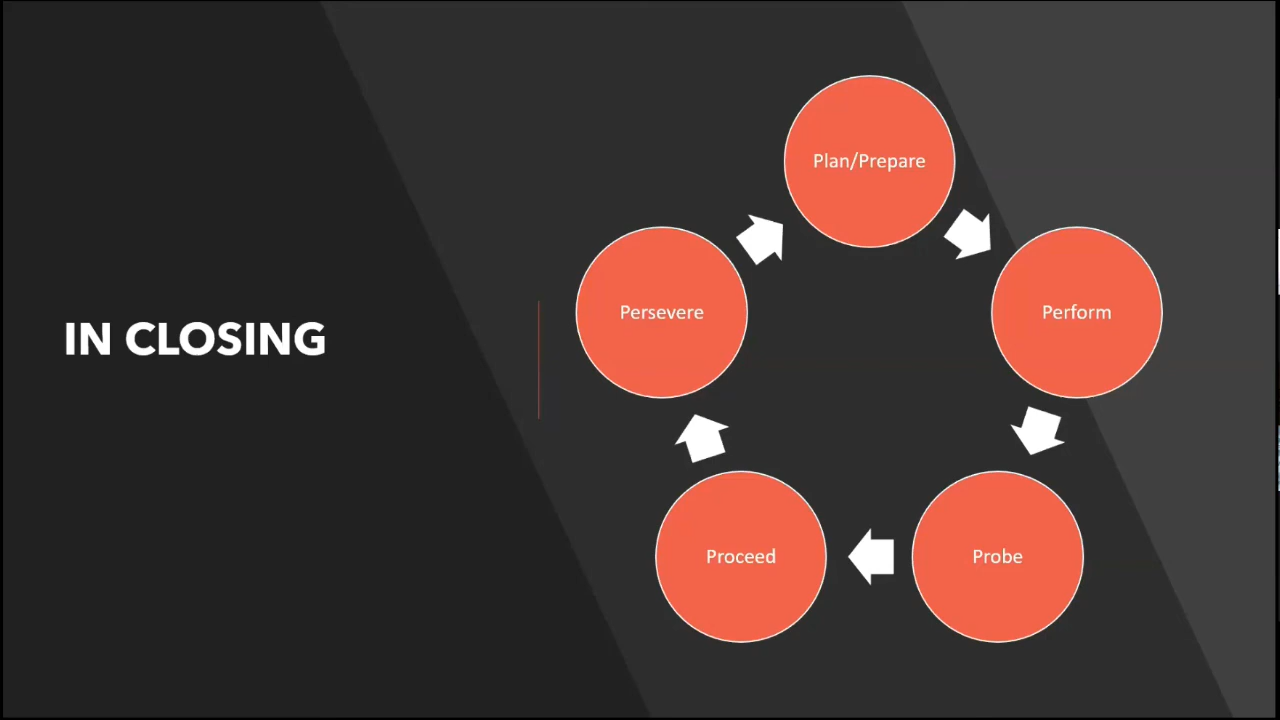 IN CLOSING
Plan/Prepare
Perform
Probe
Proceed
Persevere